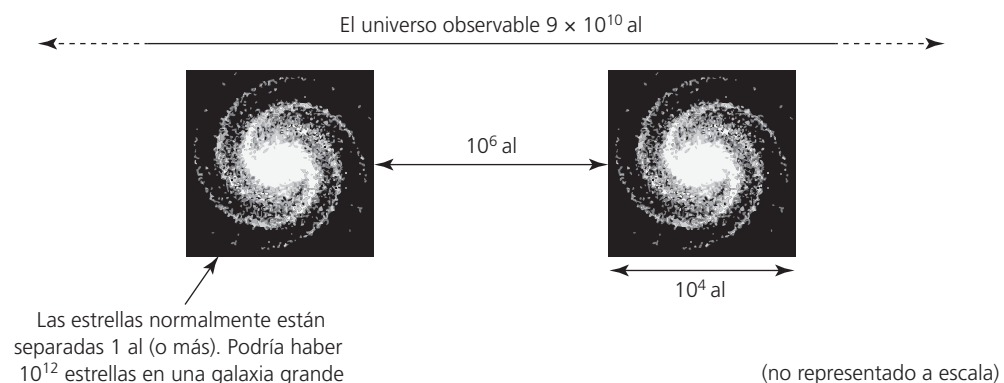 El universo observable 9 × 10¹⁰ al
10⁶ al
10⁴ al
Las estrellas normalmente están
separadas 1 al (o más). Podría haber
10¹² estrellas en una galaxia grande
(no representado a escala)